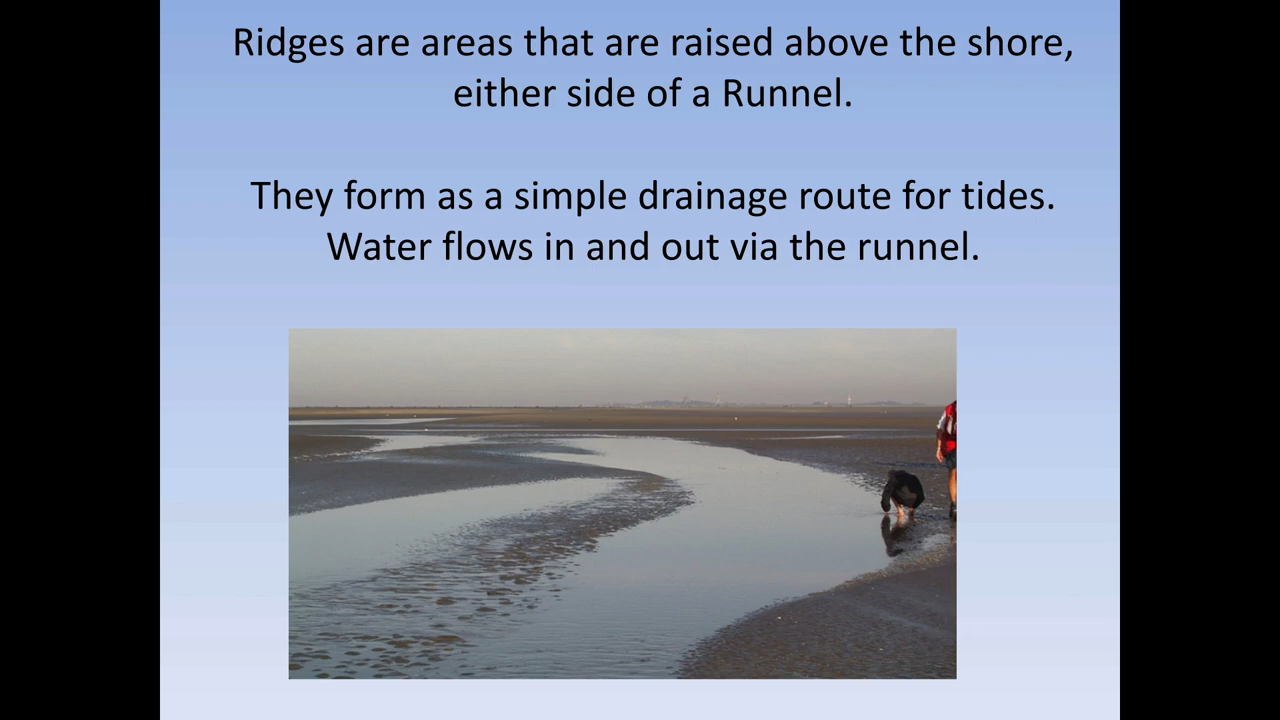 Ridges are areas that are raised above the shore,
either side of a Runnel.
They form as a simple drainage route for tides.
Water flows in and out via the runnel.